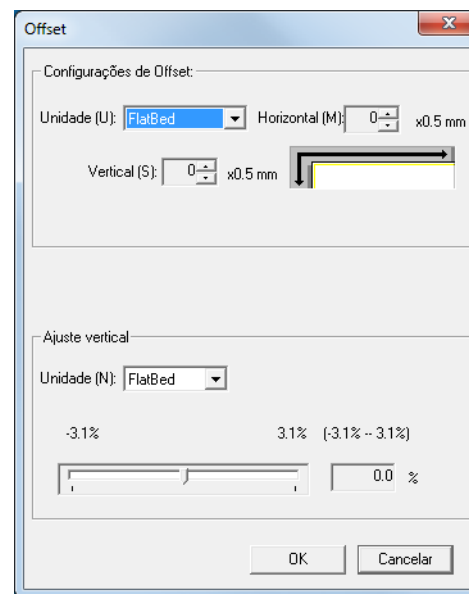 Offset
Configurações de Offset:
Unidade (U): FlatBed Horizontal (M): 0 x0.5 mm
Vertical (S): 0 x0.5 mm
Ajuste vertical
Unidade (N): FlatBed
-3.1% 3.1% (-3.1% -- 3.1%)
0.0 %
OK Cancelar